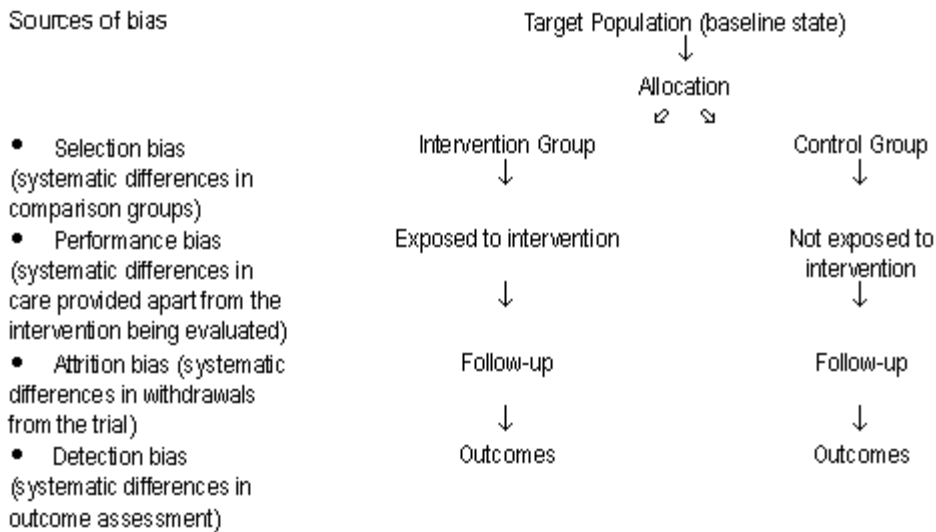 Sources of bias
Target Population (baseline state)
↓
Allocation
⬃ ⬂
• Selection bias
(systematic differences in
comparison groups)
Intervention Group
Control Group
↓ ↓
• Performance bias
(systematic differences in
care provided apart from the
intervention being evaluated)
Exposed to intervention
Not exposed to
intervention
↓ ↓
• Attrition bias (systematic
differences in withdrawals
from the trial)
Follow-up
Follow-up
↓ ↓
• Detection bias
(systematic differences in
outcome assessment)
Outcomes
Outcomes